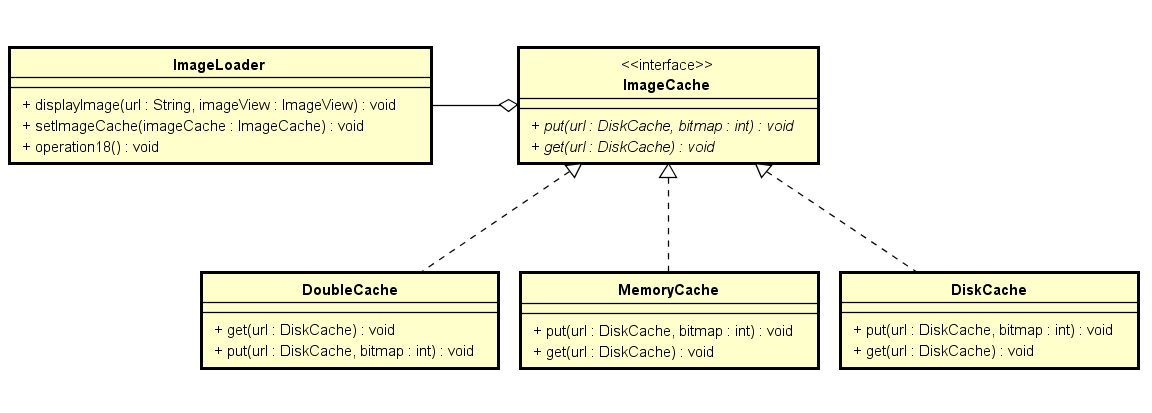 ImageLoader
+ displayImage(url : String, imageView : ImageView) : void
+ setImageCache(imageCache : ImageCache) : void
+ operation18() : void
<<interface>>
ImageCache
+ put(url : DiskCache, bitmap : int) : void
+ get(url : DiskCache) : void
DoubleCache
+ get(url : DiskCache) : void
+ put(url : DiskCache, bitmap : int) : void
MemoryCache
+ put(url : DiskCache, bitmap : int) : void
+ get(url : DiskCache) : void
DiskCache
+ put(url : DiskCache, bitmap : int) : void
+ get(url : DiskCache) : void